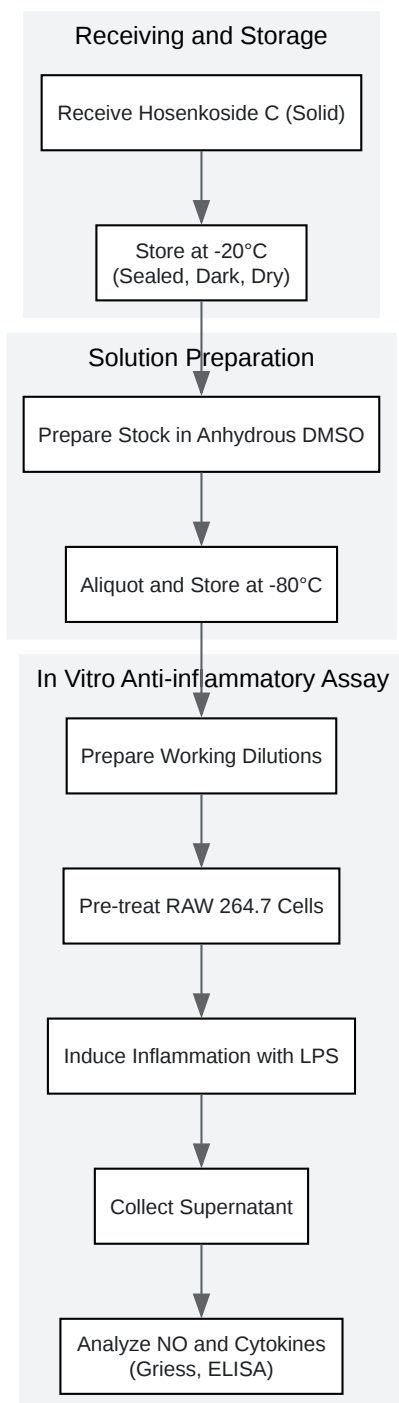 Receiving and Storage
Receive Hosenkoside C (Solid)
Store at -20°C
(Sealed, Dark, Dry)
Solution Preparation
Prepare Stock in Anhydrous DMSO
Aliquot and Store at -80°C
In Vitro Anti-inflammatory Assay
Prepare Working Dilutions
Pre-treat RAW 264.7 Cells
Induce Inflammation with LPS
Collect Supernatant
Analyze NO and Cytokines
(Griess, ELISA)